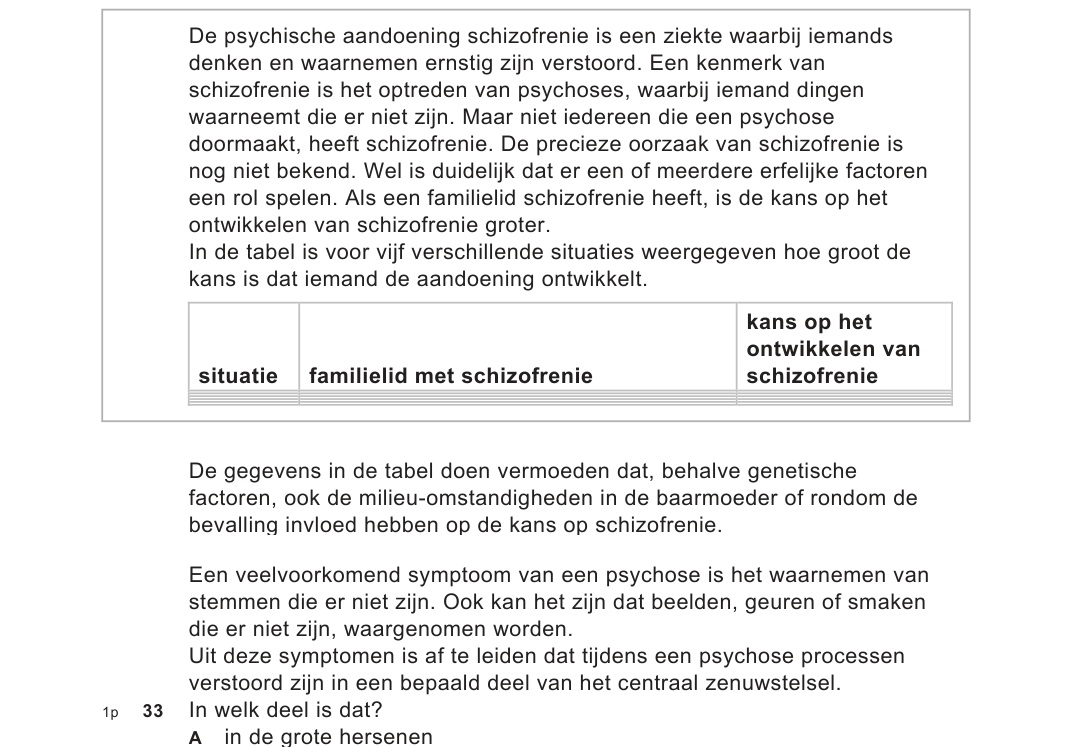 De psychische aandoening schizofrenie is een ziekte waarbij iemands
denken en waarnemen ernstig zijn verstoord. Een kenmerk van
schizofrenie is het optreden van psychoses, waarbij iemand dingen
waarneemt die er niet zijn. Maar niet iedereen die een psychose
doormaakt, heeft schizofrenie. De precieze oorzaak van schizofrenie is
nog niet bekend. Wel is duidelijk dat er een of meerdere erfelijke factoren
een rol spelen. Als een familielid schizofrenie heeft, is de kans op het
ontwikkelen van schizofrenie groter.
In de tabel is voor vijf verschillende situaties weergegeven hoe groot de
kans is dat iemand de aandoening ontwikkelt.
situatie familielid met schizofrenie kans op het
ontwikkelen van
schizofrenie
De gegevens in de tabel doen vermoeden dat, behalve genetische
factoren, ook de milieu-omstandigheden in de baarmoeder of rondom de
bevalling invloed hebben op de kans op schizofrenie.
Een veelvoorkomend symptoom van een psychose is het waarnemen van
stemmen die er niet zijn. Ook kan het zijn dat beelden, geuren of smaken
die er niet zijn, waargenomen worden.
Uit deze symptomen is af te leiden dat tijdens een psychose processen
verstoord zijn in een bepaald deel van het centraal zenuwstelsel.
1p 33 In welk deel is dat?
A in de grote hersenen